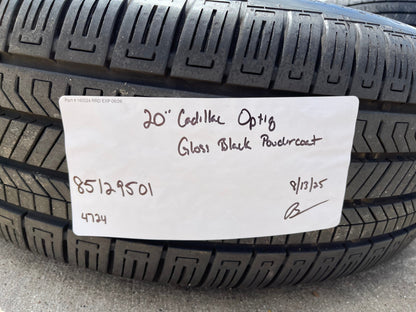 20" Cadillac Optiq
Gloss Black Powdercoat
85129501
8/13/25
4724